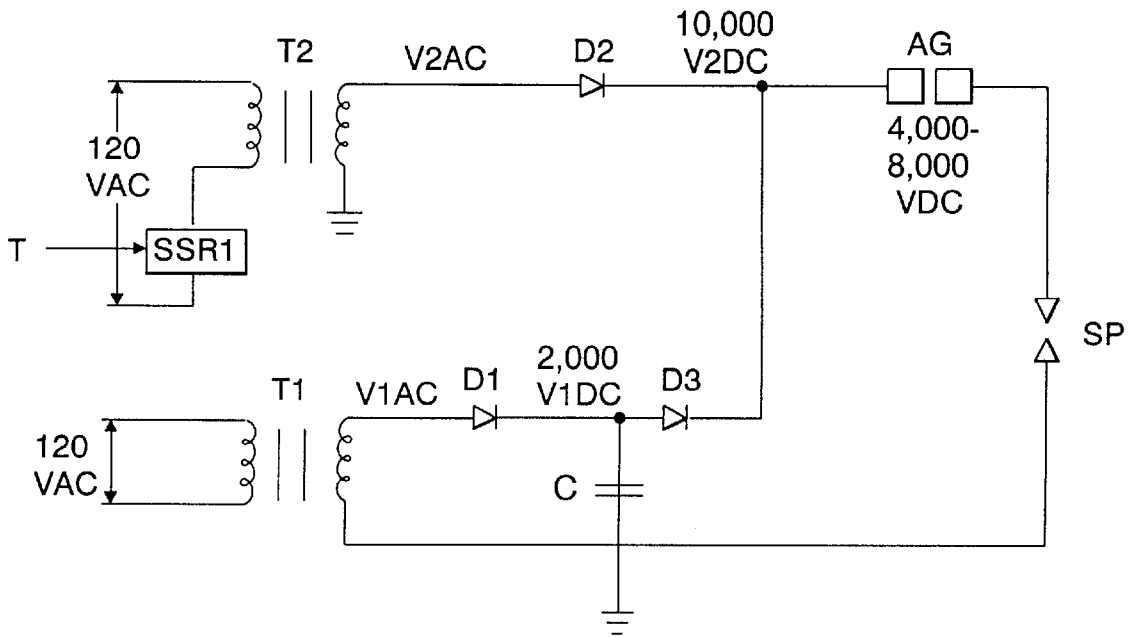 T2
V2AC
D2
10,000
V2DC
AG
4,000-
8,000
VDC
120
VAC
T
SSR1
SP
T1
V1AC
D1
2,000
V1DC
D3
120
VAC
C